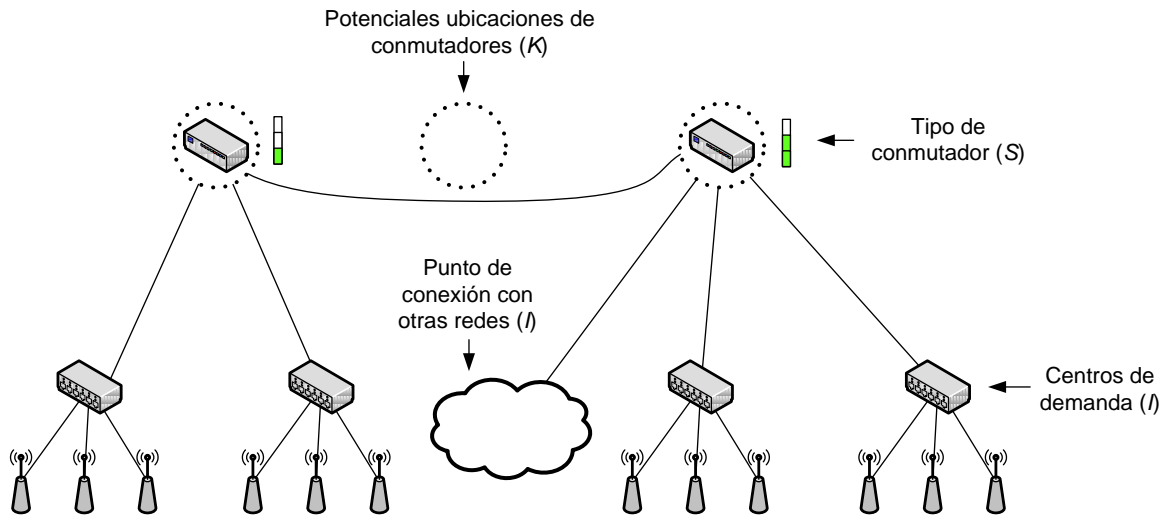 Potenciales ubicaciones de
conmutadores (K)
Tipo de
conmutador (S)
Punto de
conexión con
otras redes (I)
Centros de
demanda (I)